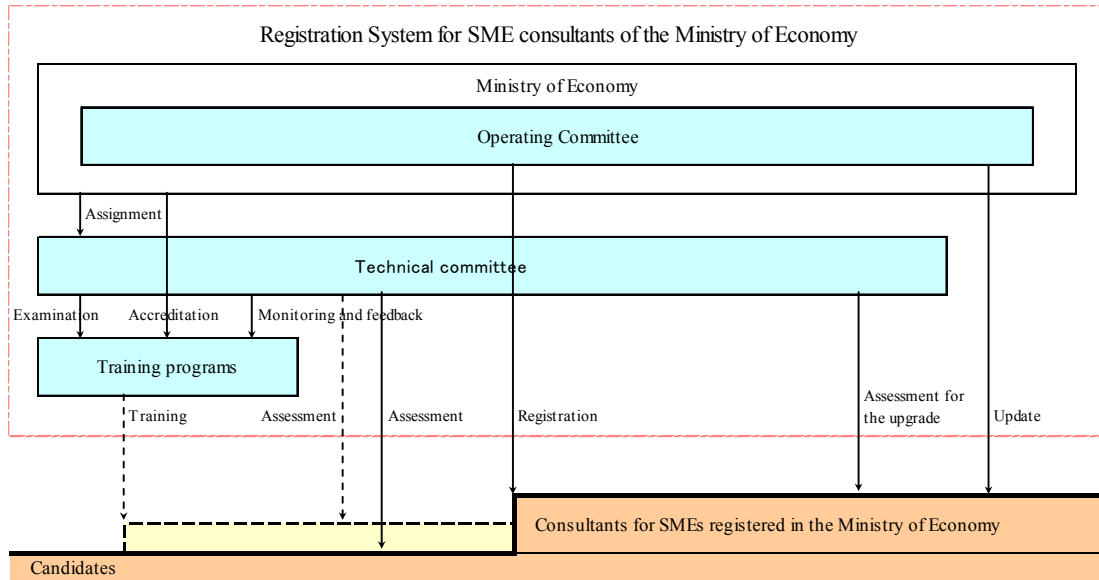 Registration System for SME consultants of the Ministry of Economy
Ministry of Economy
Operating Committee
Assignment
Technical committee
Examination
Accreditation
Monitoring and feedback
Training programs
Training
Assessment
Assessment
Registration
Assessment for
the upgrade
Update
Consultants for SMEs registered in the Ministry of Economy
Candidates